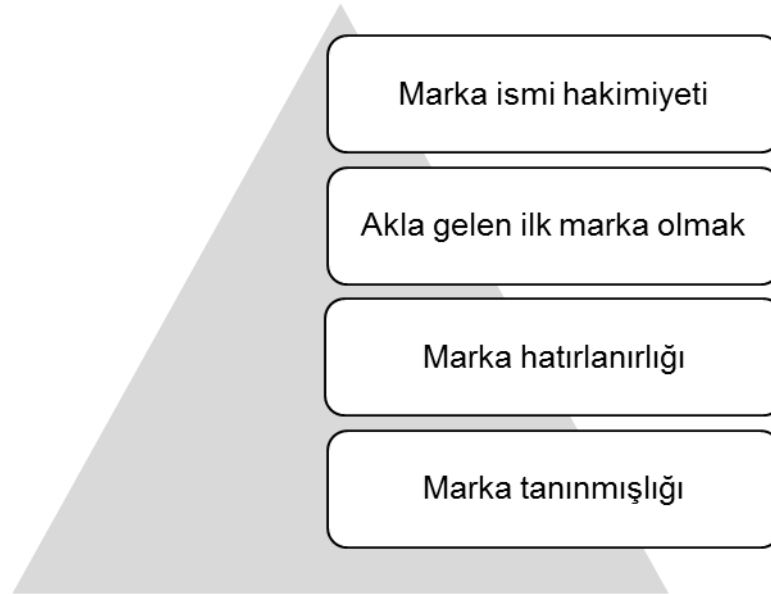 Marka ismi hakimiyeti
Akla gelen ilk marka olmak
Marka hatırlanırlığı
Marka tanınmışlığı